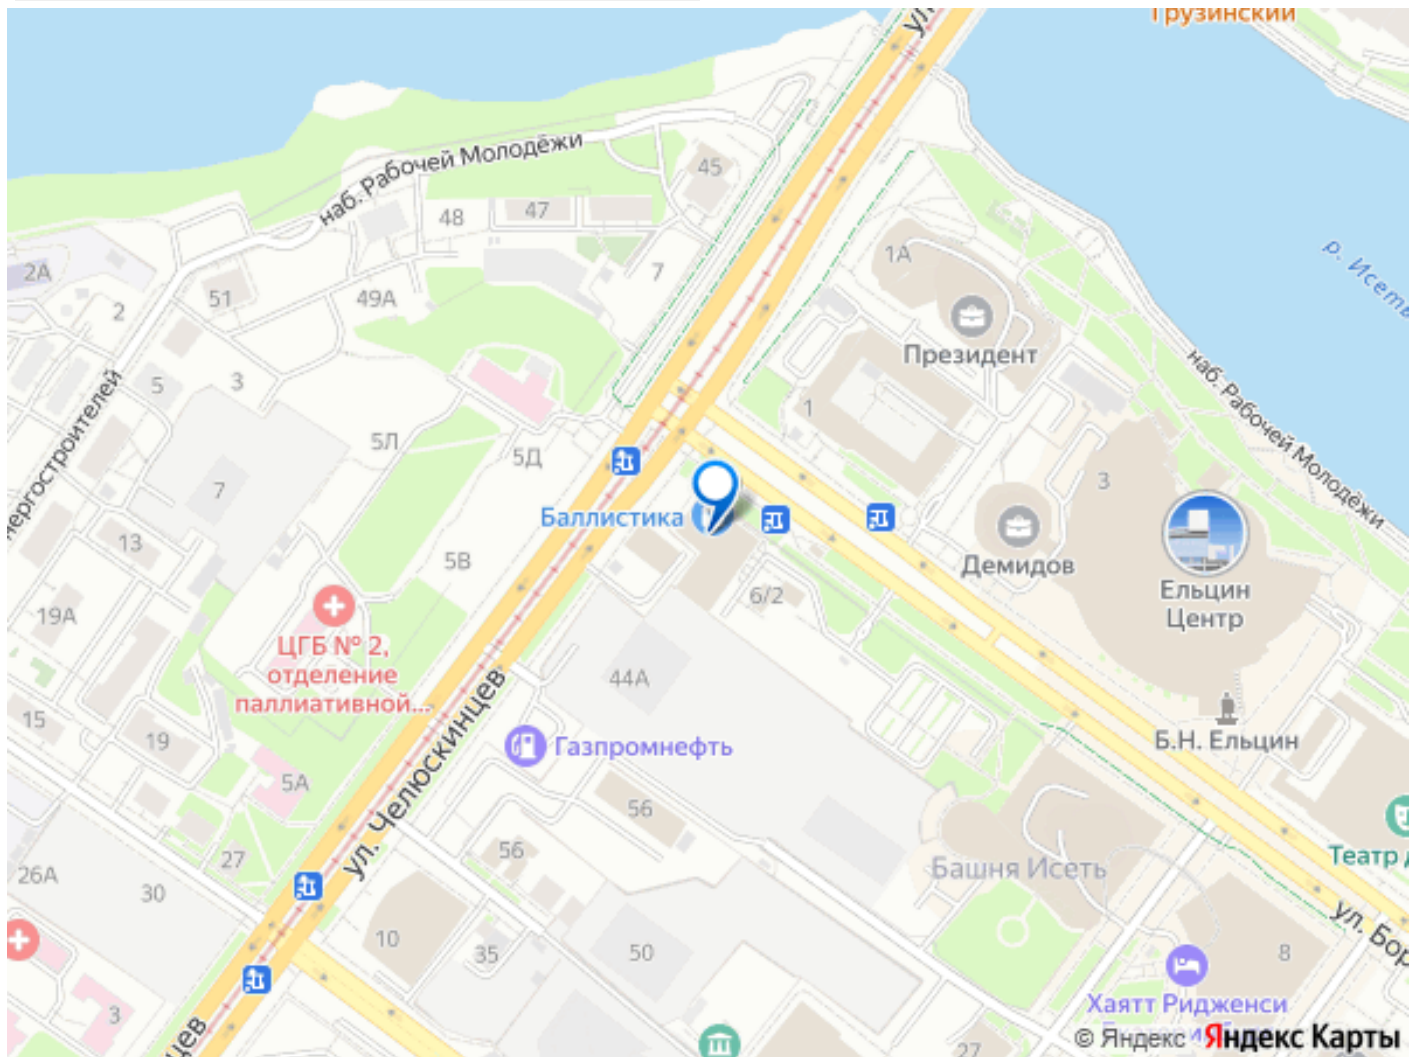 Грузинский
ул.
наб. Рабочей Молодёжи
45
48
47
7
2А
51
49А
2
1А
р. Исеть
Президент
наб. Рабочей Молодёжи
5
3
1
5Л
5Д
7
3
Баллистика
13
5В
Демидов
Ельцин
Центр
6/2
19А
ЦГБ № 2,
отделение
паллиативной...
44А
15
19
Газпромнефть
Б.Н. Ельцин
5А
ул. Челюскинцев
56
56
27
Башня Исеть
Театр
26А
30
ул. Бор
10
35
50
8
Хаятт Ридженси
3
27
© Яндекс Яндекс Карты